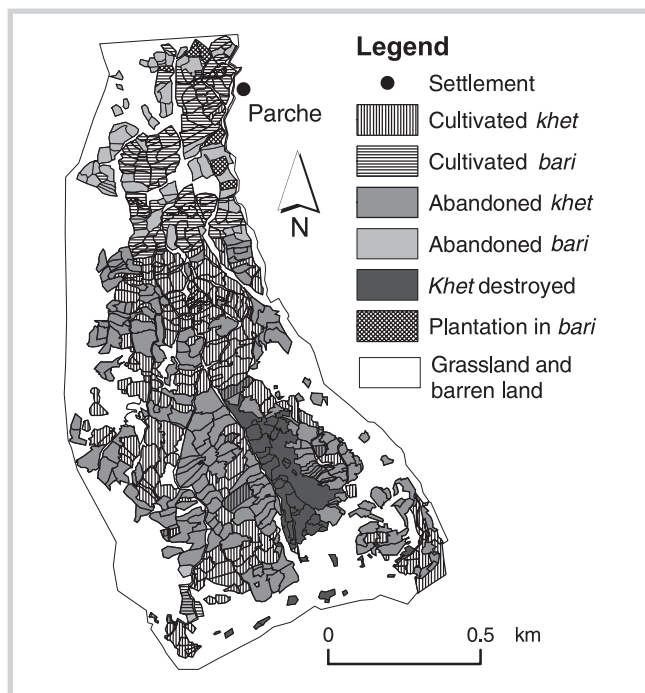 Legend
Settlement
Parche
Cultivated khet
Cultivated bari
Abandoned khet
N
Abandoned bari
Khet destroyed
Plantation in bari
Grassland and
barren land
0 0.5 km